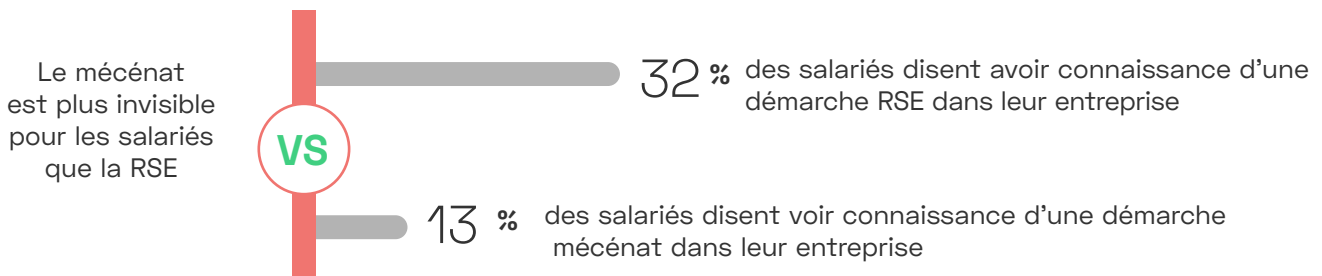 Le mécénat
est plus invisible
pour les salariés
que la RSE
VS
32 % des salariés disent avoir connaissance d'une
démarche RSE dans leur entreprise
13 % des salariés disent voir connaissance d'une démarche
mécénat dans leur entreprise